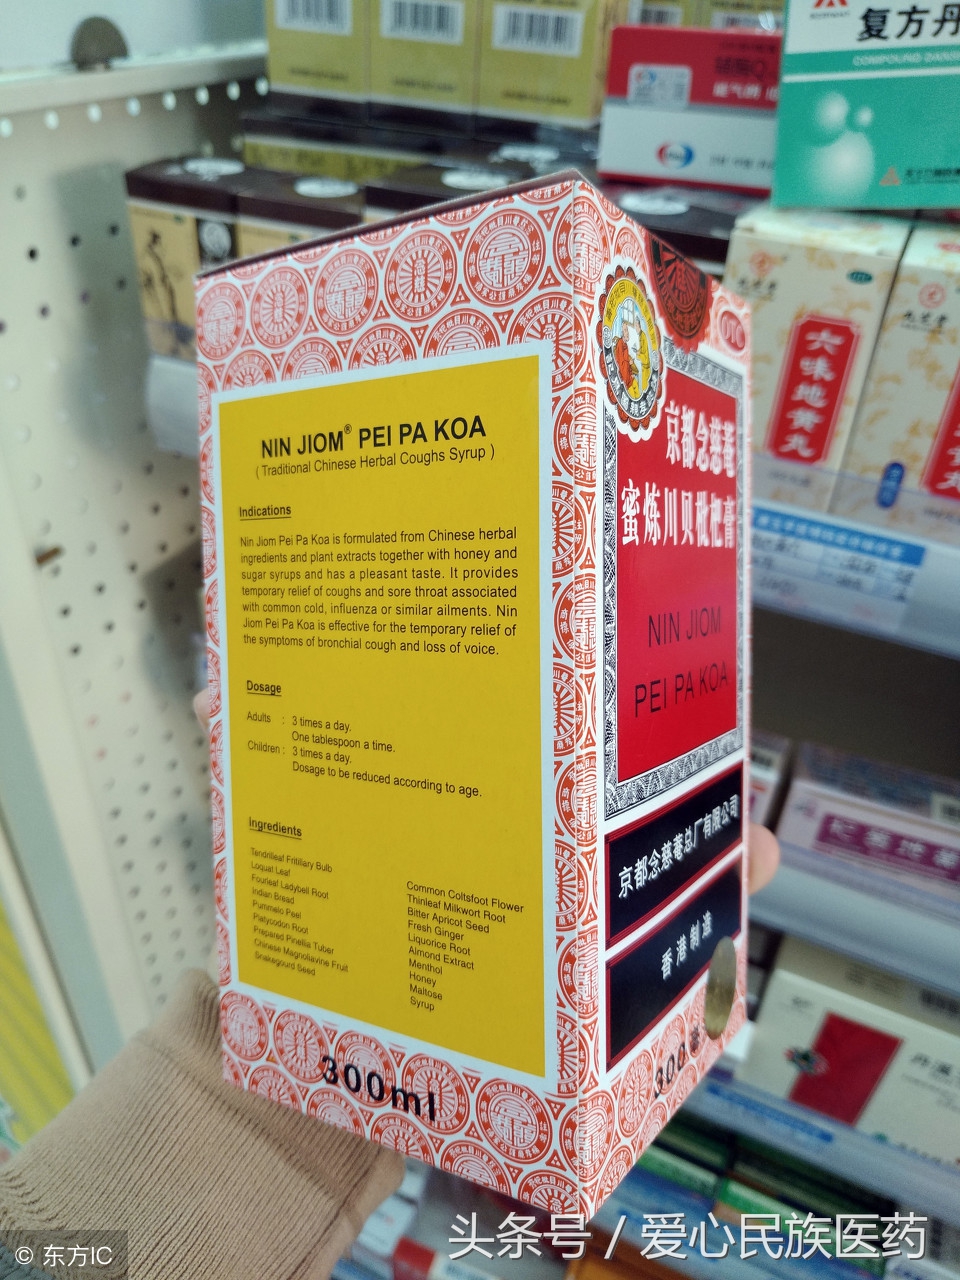 复方丹
COMPOUND DANS
NIN JIOM® PEI PA KOA
( Traditional Chinese Herbal Coughs Syrup )
Indications
Nin Jiom Pei Pa Koa is formulated from Chinese herbal
ingredients and plant extracts together with honey and
sugar syrups and has a pleasant taste. It provides
temporary relief of coughs and sore throat associated
with common cold, influenza or similar ailments. Nin
Jiom Pei Pa Koa is effective for the temporary relief of
the symptoms of bronchial cough and loss of voice.
Dosage
Adults : 3 times a day.
One tablespoon a time.
Children : 3 times a day.
Dosage to be reduced according to age.
Ingredients
Tendrilleaf Fritillary Bulb
Loquat Leaf
Fourleaf Ladybell Root
Indian Bread
Pummelo Peel
Platycodon Root
Prepared Pinellia Tuber
Chinese Magnoliavine Fruit
Snakegourd Seed
Common Coltsfoot Flower
Thinleaf Milkwort Root
Bitter Apricot Seed
Fresh Ginger
Liquorice Root
Almond Extract
Menthol
Honey
Maltose
Syrup
300ml
京都念慈菴
蜜炼川贝枇杷膏
NIN JIOM
PEI PA KOA
京都念慈菴总厂有限公司
香港制造
300
OTC
六味地黄丸
头条号 / 爱心民族医药
© 东方IC